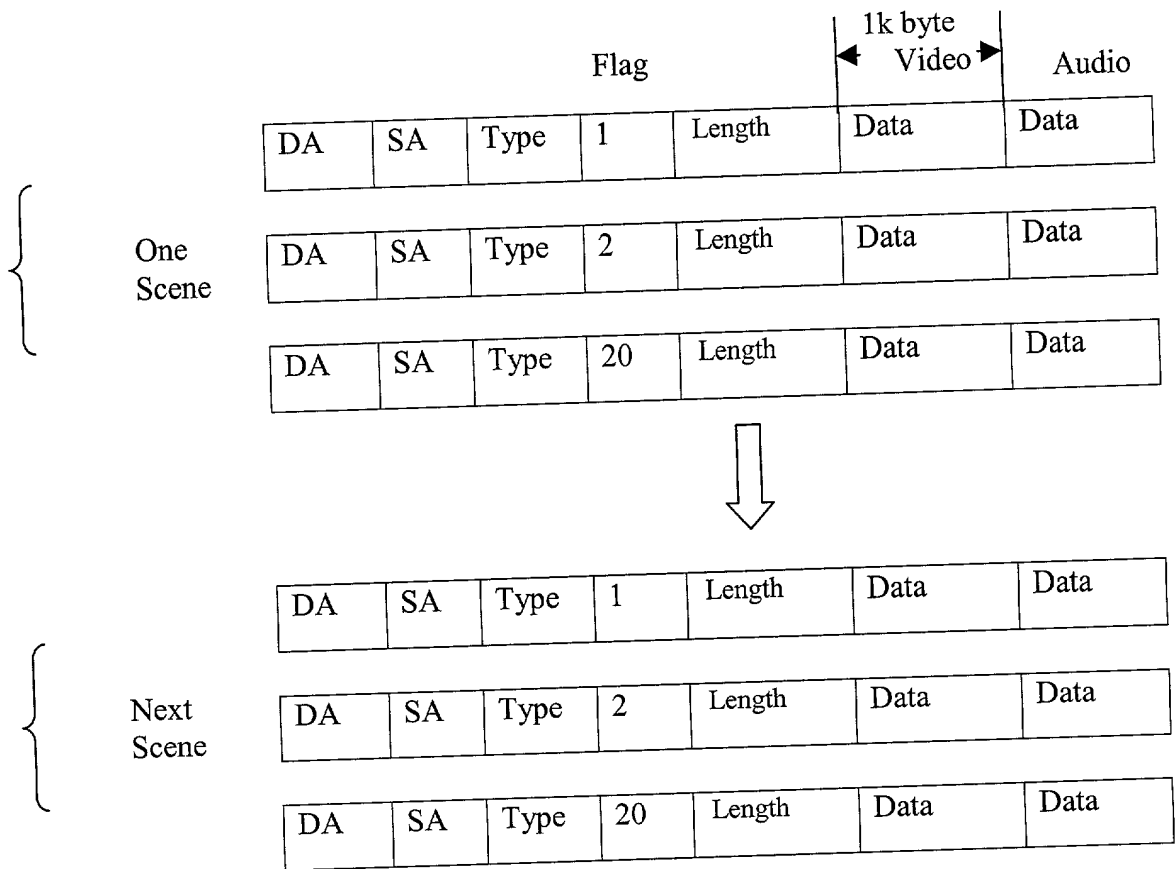 1k byte
Flag Video Audio
DA SA Type 1 Length Data Data
One
Scene
DA SA Type 2 Length Data Data
DA SA Type 20 Length Data Data
DA SA Type 1 Length Data Data
Next
Scene
DA SA Type 2 Length Data Data
DA SA Type 20 Length Data Data